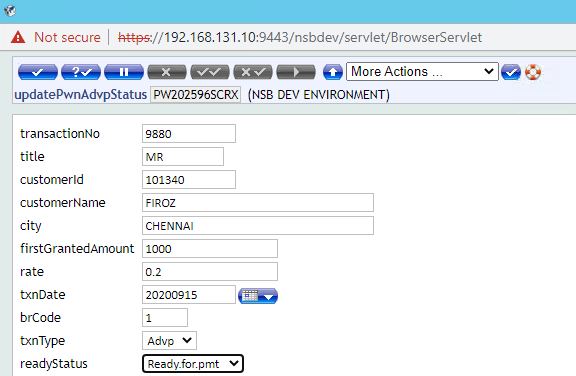 Not secure https://192.168.131.10:9443/nsbdev/servlet/BrowserServlet
? More Actions ...
updatePwnAdvpStatus PW202596SCRX (NSB DEV ENVIRONMENT)
transactionNo 9880
title MR
customerId 101340
customerName FIROZ
city CHENNAI
firstGrantedAmount 1000
rate 0.2
txnDate 20200915
brCode 1
txnType Advp
readyStatus Ready.for.pmt